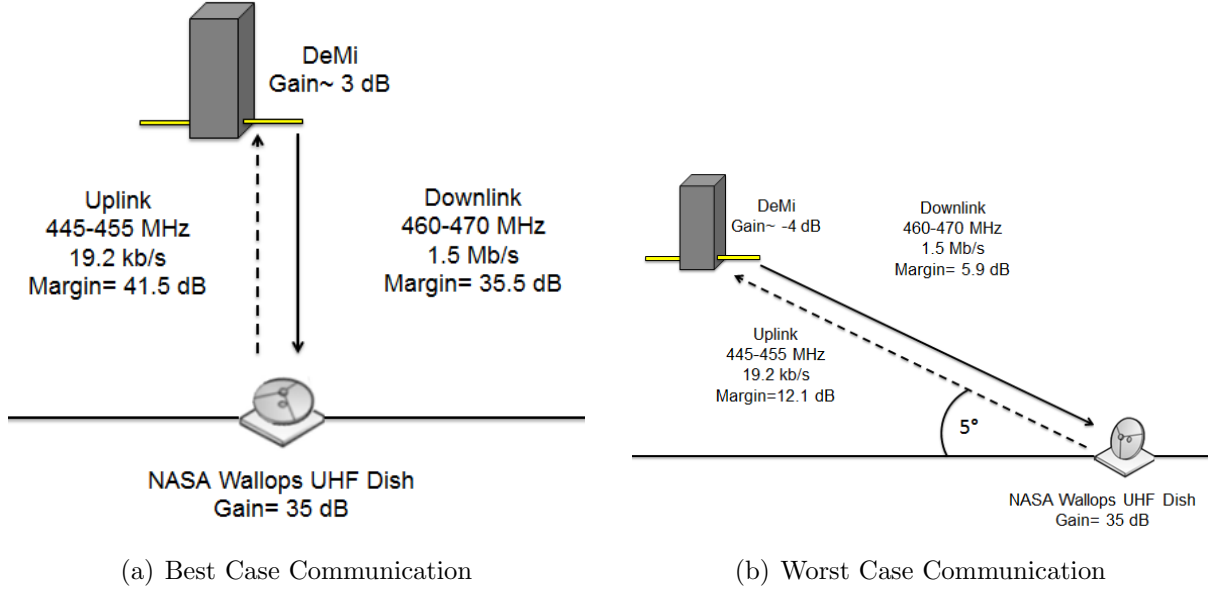 DeMi
Gain~ 3 dB
Uplink
445-455 MHz
19.2 kb/s
Margin= 41.5 dB
Downlink
460-470 MHz
1.5 Mb/s
Margin= 35.5 dB
NASA Wallops UHF Dish
Gain= 35 dB
(a) Best Case Communication
DeMi
Gain~ -4 dB
Downlink
460-470 MHz
1.5 Mb/s
Margin= 5.9 dB
Uplink
445-455 MHz
19.2 kb/s
Margin=12.1 dB
5°
NASA Wallops UHF Dish
Gain= 35 dB
(b) Worst Case Communication